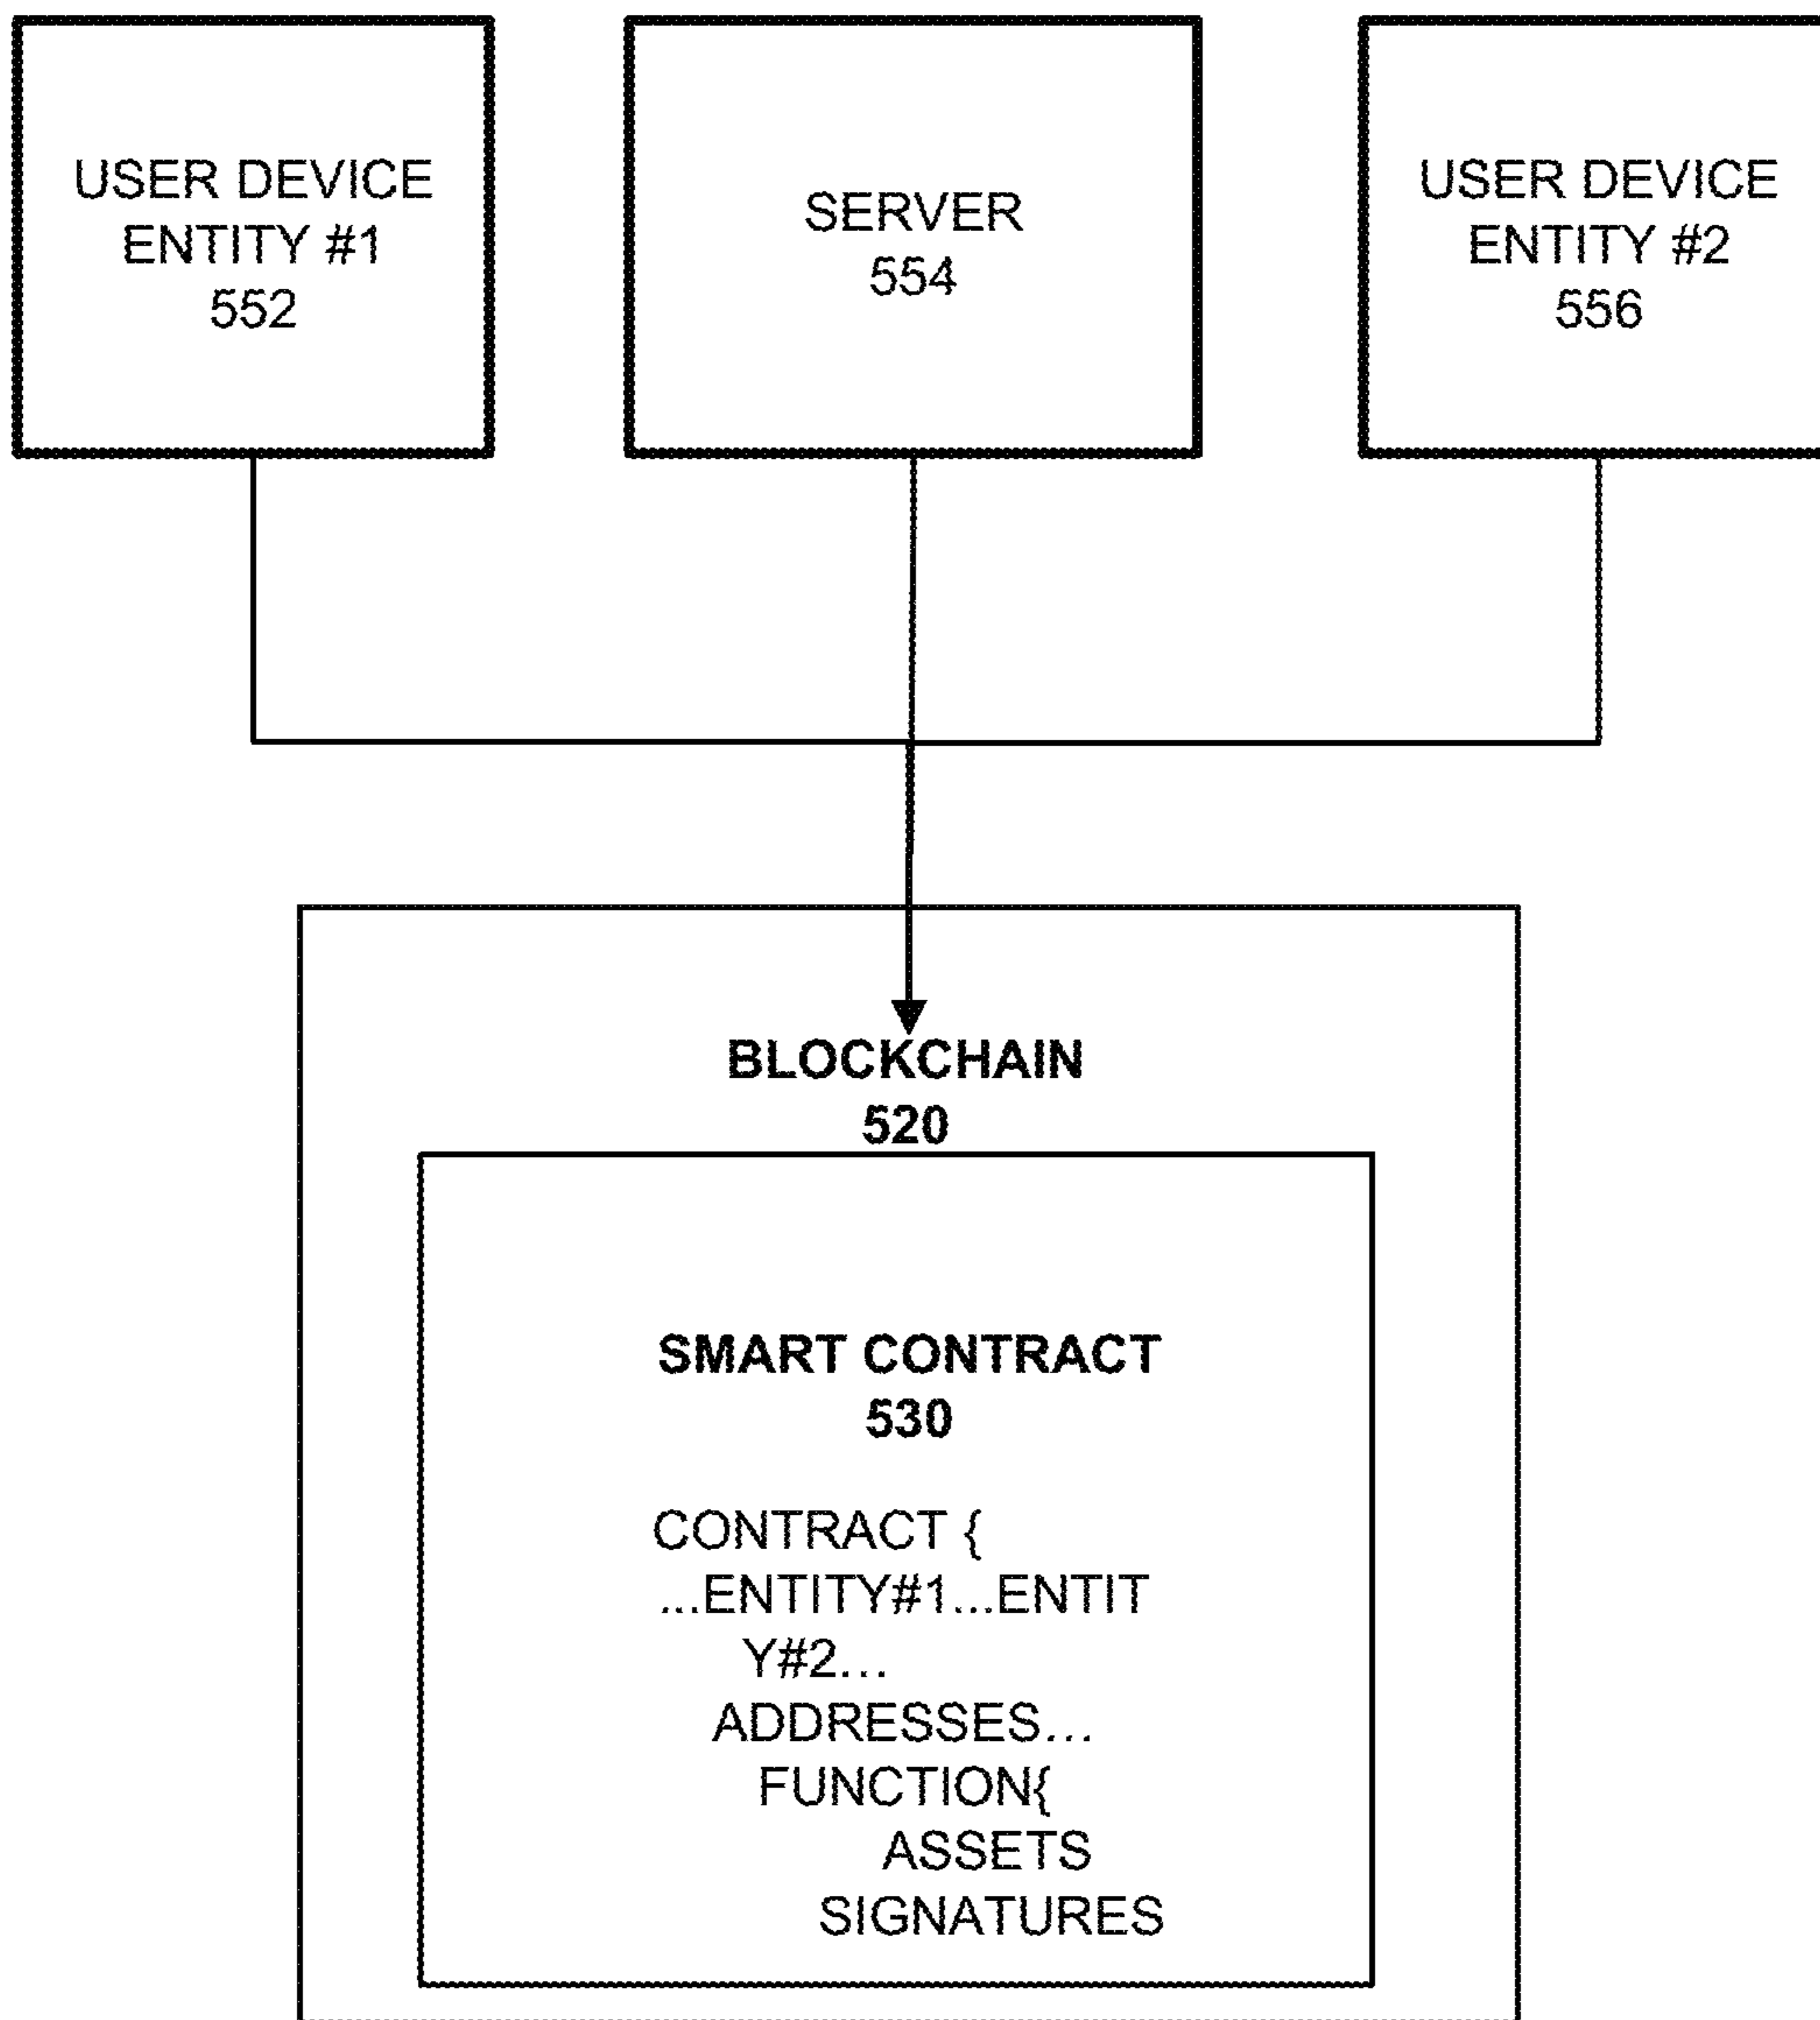 USER DEVICE
ENTITY #1
552
SERVER
554
USER DEVICE
ENTITY #2
556
BLOCKCHAIN
520
SMART CONTRACT
530
CONTRACT {
...ENTITY#1...ENTIT
Y#2...
ADDRESSES...
FUNCTION{
ASSETS
SIGNATURES